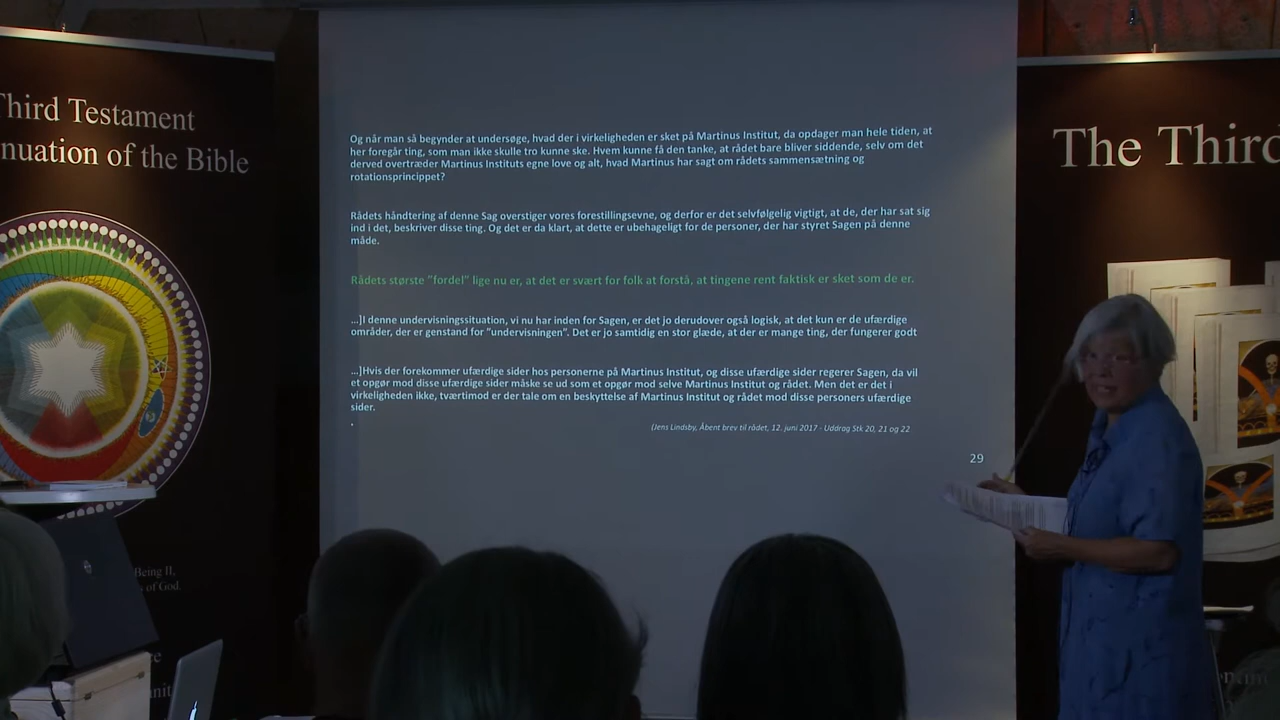 Third Testament
nuation of the Bible
Og når man så begynder at undersøge, hvad der i virkeligheden er sket på Martinus Institut, da opdager man hele tiden, at
her foregår ting, som man ikke skulle tro kunne ske. Hvem kunne få den tanke, at rådet bare bliver siddende, selv om det
derved overtræder Martinus Instituts egne love og alt, hvad Martinus har sagt om rådets sammensætning og
rotationsprincippet?
Rådets håndtering af denne Sag overstiger vores forestillingsevne, og derfor er det selvfølgelig vigtigt, at de, der har sat sig
ind i det, beskriver disse ting. Og det er da klart, at dette er ubehageligt for de personer, der har styret Sagen på denne
måde.
Rådets største "fordel" lige nu er, at det er svært for folk at forstå, at tingene rent faktisk er sket som de er.
...]I denne undervisningssituation, vi nu har inden for Sagen, er det jo derudover også logisk, at det kun er de ufærdige
områder, der er genstand for "undervisningen". Det er jo samtidig en stor glæde, at der er mange ting, der fungerer godt
...]Hvis der forekommer ufærdige sider hos personerne på Martinus Institut, og disse ufærdige sider regerer Sagen, da vil
et opgør mod disse ufærdige sider måske se ud som et opgør mod selve Martinus Institut og rådet. Men det er det i
virkeligheden ikke, tværtimod er der tale om en beskyttelse af Martinus Institut og rådet mod disse personers ufærdige
sider.
.
(Jens Lindsby, Åbent brev til rådet, 12. juni 2017 - Uddrag Stk 20, 21 og 22
29
The Third
Being II,
s of God.